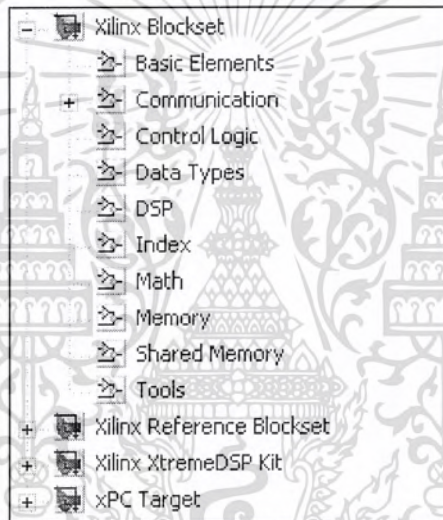 Xilinx Blockset
Basic Elements
Communication
Control Logic
Data Types
DSP
Index
Math
Memory
Shared Memory
Tools
Xilinx Reference Blockset
Xilinx XtremeDSP Kit
xPC Target